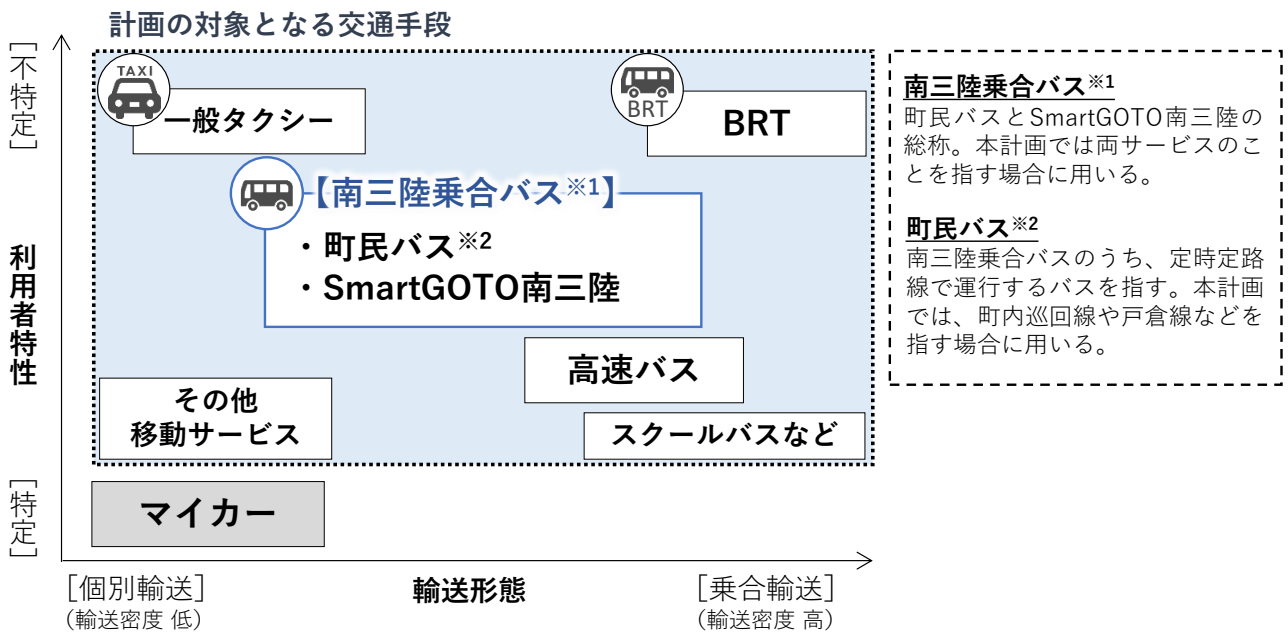 計画の対象となる交通手段
[不特定]
TAXI
一般タクシー
BRT
BRT
【南三陸乗合バス※1】
・町民バス※2
・SmartGOTO南三陸
利用者特性
高速バス
その他
移動サービス
スクールバスなど
[特定]
マイカー
[個別輸送]
(輸送密度 低)
輸送形態
[乗合輸送]
(輸送密度 高)
南三陸乗合バス※1
町民バスとSmartGOTO南三陸の
総称。本計画では両サービスのこ
とを指す場合に用いる。
町民バス※2
南三陸乗合バスのうち、定時定路
線で運行するバスを指す。本計画
では、町内巡回線や戸倉線などを
指す場合に用いる。